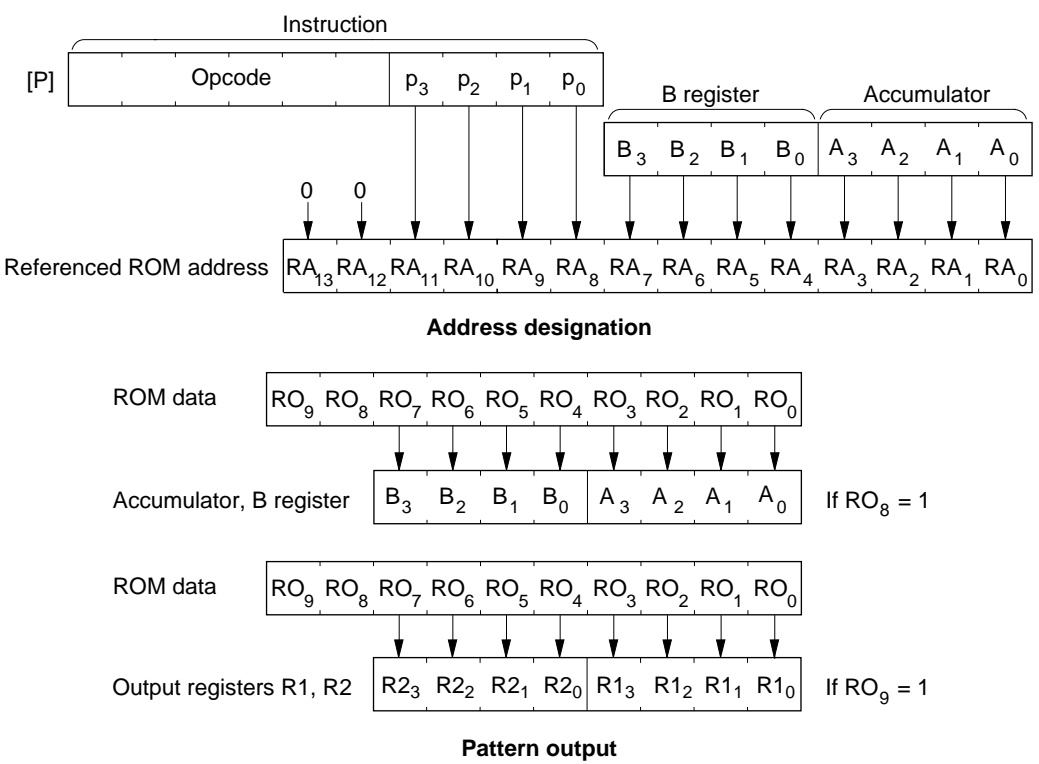 Instruction
[P] Opcode p3 p2 p1 p0
B register Accumulator
B3 B2 B1 B0 A3 A2 A1 A0
0 0
Referenced ROM address RA13 RA12 RA11 RA10 RA9 RA8 RA7 RA6 RA5 RA4 RA3 RA2 RA1 RA0
Address designation
ROM data RO9 RO8 RO7 RO6 RO5 RO4 RO3 RO2 RO1 RO0
Accumulator, B register B3 B2 B1 B0 A3 A2 A1 A0 If RO8 = 1
ROM data RO9 RO8 RO7 RO6 RO5 RO4 RO3 RO2 RO1 RO0
Output registers R1, R2 R23 R22 R21 R20 R13 R12 R11 R10 If RO9 = 1
Pattern output